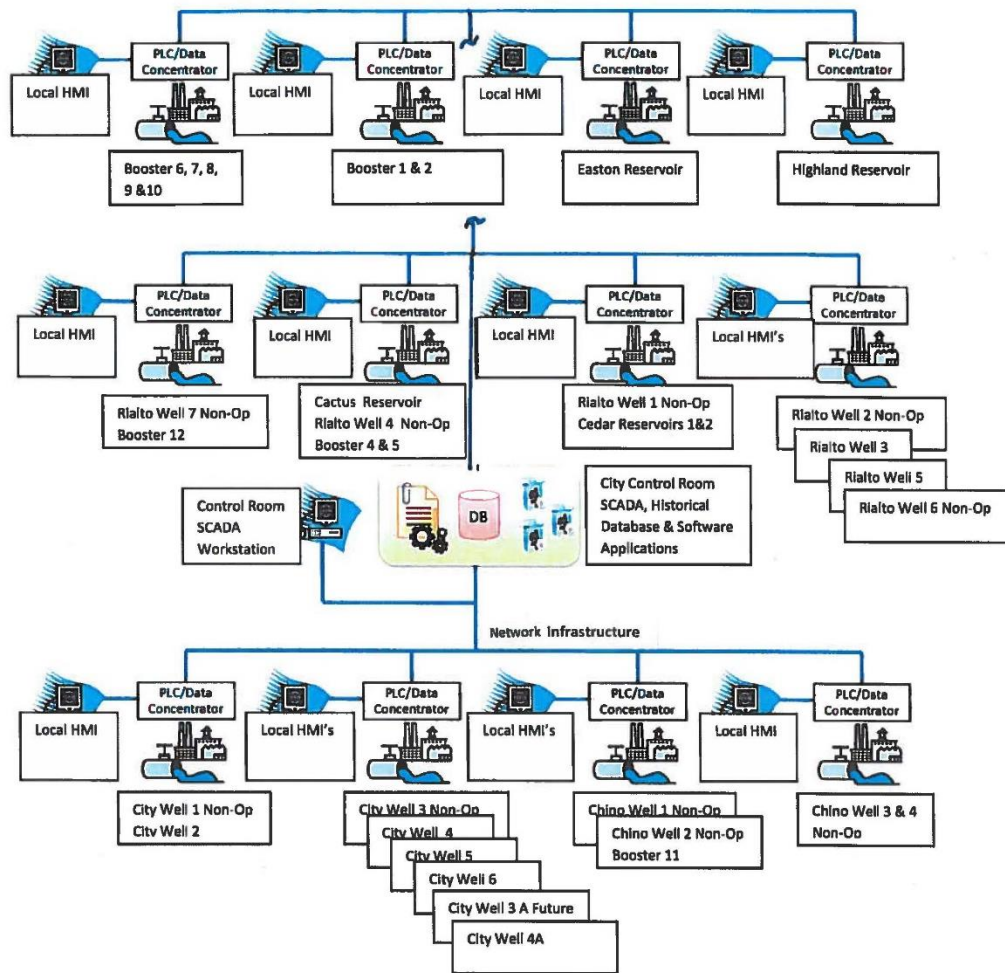 PLC/Data
Concentrator
PLC/Data
Concentrator
PLC/Data
Concentrator
PLC/Data
Concentrator
Local HMI
Local HMI
Local HMI
Local HMI
Booster 6, 7, 8,
9 &10
Booster 1 & 2
Easton Reservoir
Highland Reservoir
PLC/Data
Concentrator
PLC/Data
Concentrator
PLC/Data
Concentrator
PLC/Data
Concentrator
Local HMI
Local HMI
Local HMI
Local HMI's
Rialto Well 7 Non-Op
Booster 12
Cactus Reservoir
Rialto Well 4 Non-Op
Booster 4 & 5
Rialto Well 1 Non-Op
Cedar Reservoirs 1&2
Rialto Well 2 Non-Op
Rialto Well 3
Rialto Well 5
Rialto Well 6 Non-Op
Control Room
SCADA
Workstation
DB
City Control Room
SCADA, Historical
Database & Software
Applications
Network Infrastructure
PLC/Data
Concentrator
PLC/Data
Concentrator
PLC/Data
Concentrator
PLC/Data
Concentrator
Local HMI
Local HMI's
Local HMI's
Local HMI
City Well 1 Non-Op
City Well 2
City Well 3 Non-Op
City Well 4
City Well 5
City Well 6
City Well 3 A Future
City Well 4A
Chino Well 1 Non-Op
Chino Well 2 Non-Op
Booster 11
Chino Well 3 & 4
Non-Op